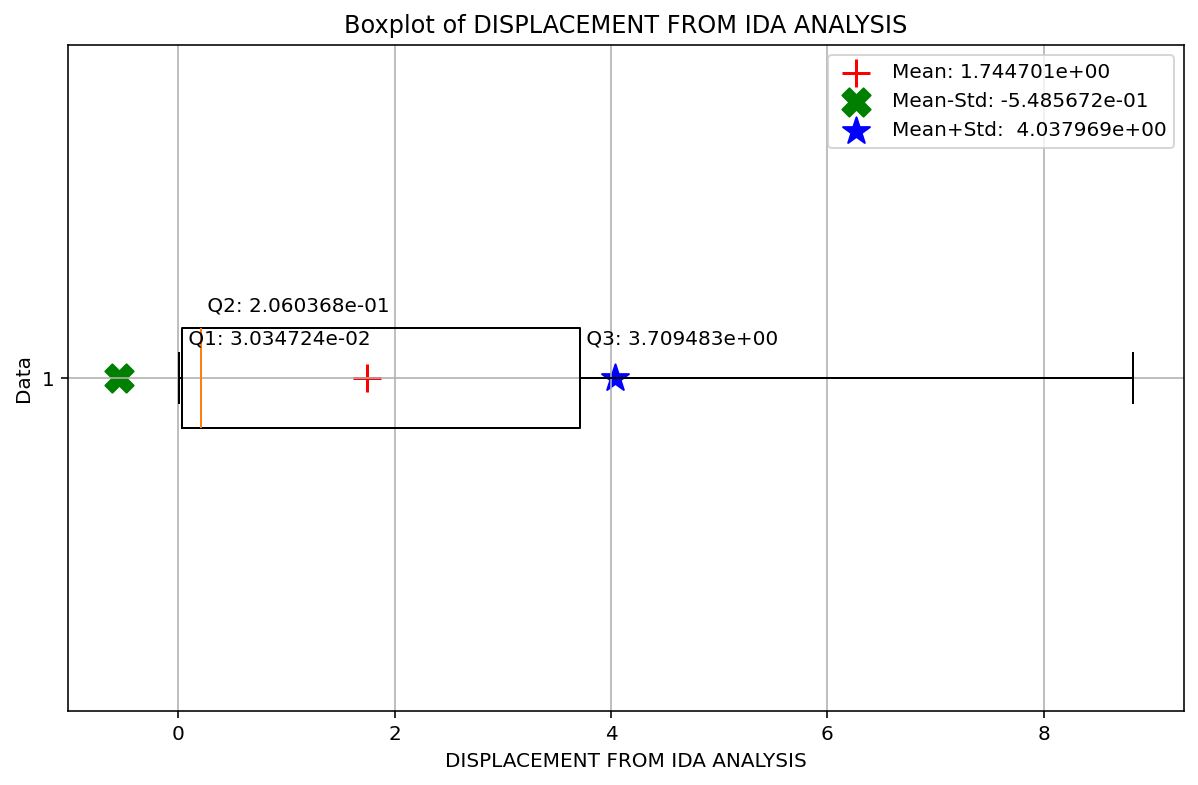 Boxplot of DISPLACEMENT FROM IDA ANALYSIS
Mean: 1.744701e+00
Mean-Std: -5.485672e-01
Mean+Std:  4.037969e+00
Q2: 2.060368e-01
Q1: 3.034724e-02
Q3: 3.709483e+00
Data
1
0 2 4 6 8
DISPLACEMENT FROM IDA ANALYSIS